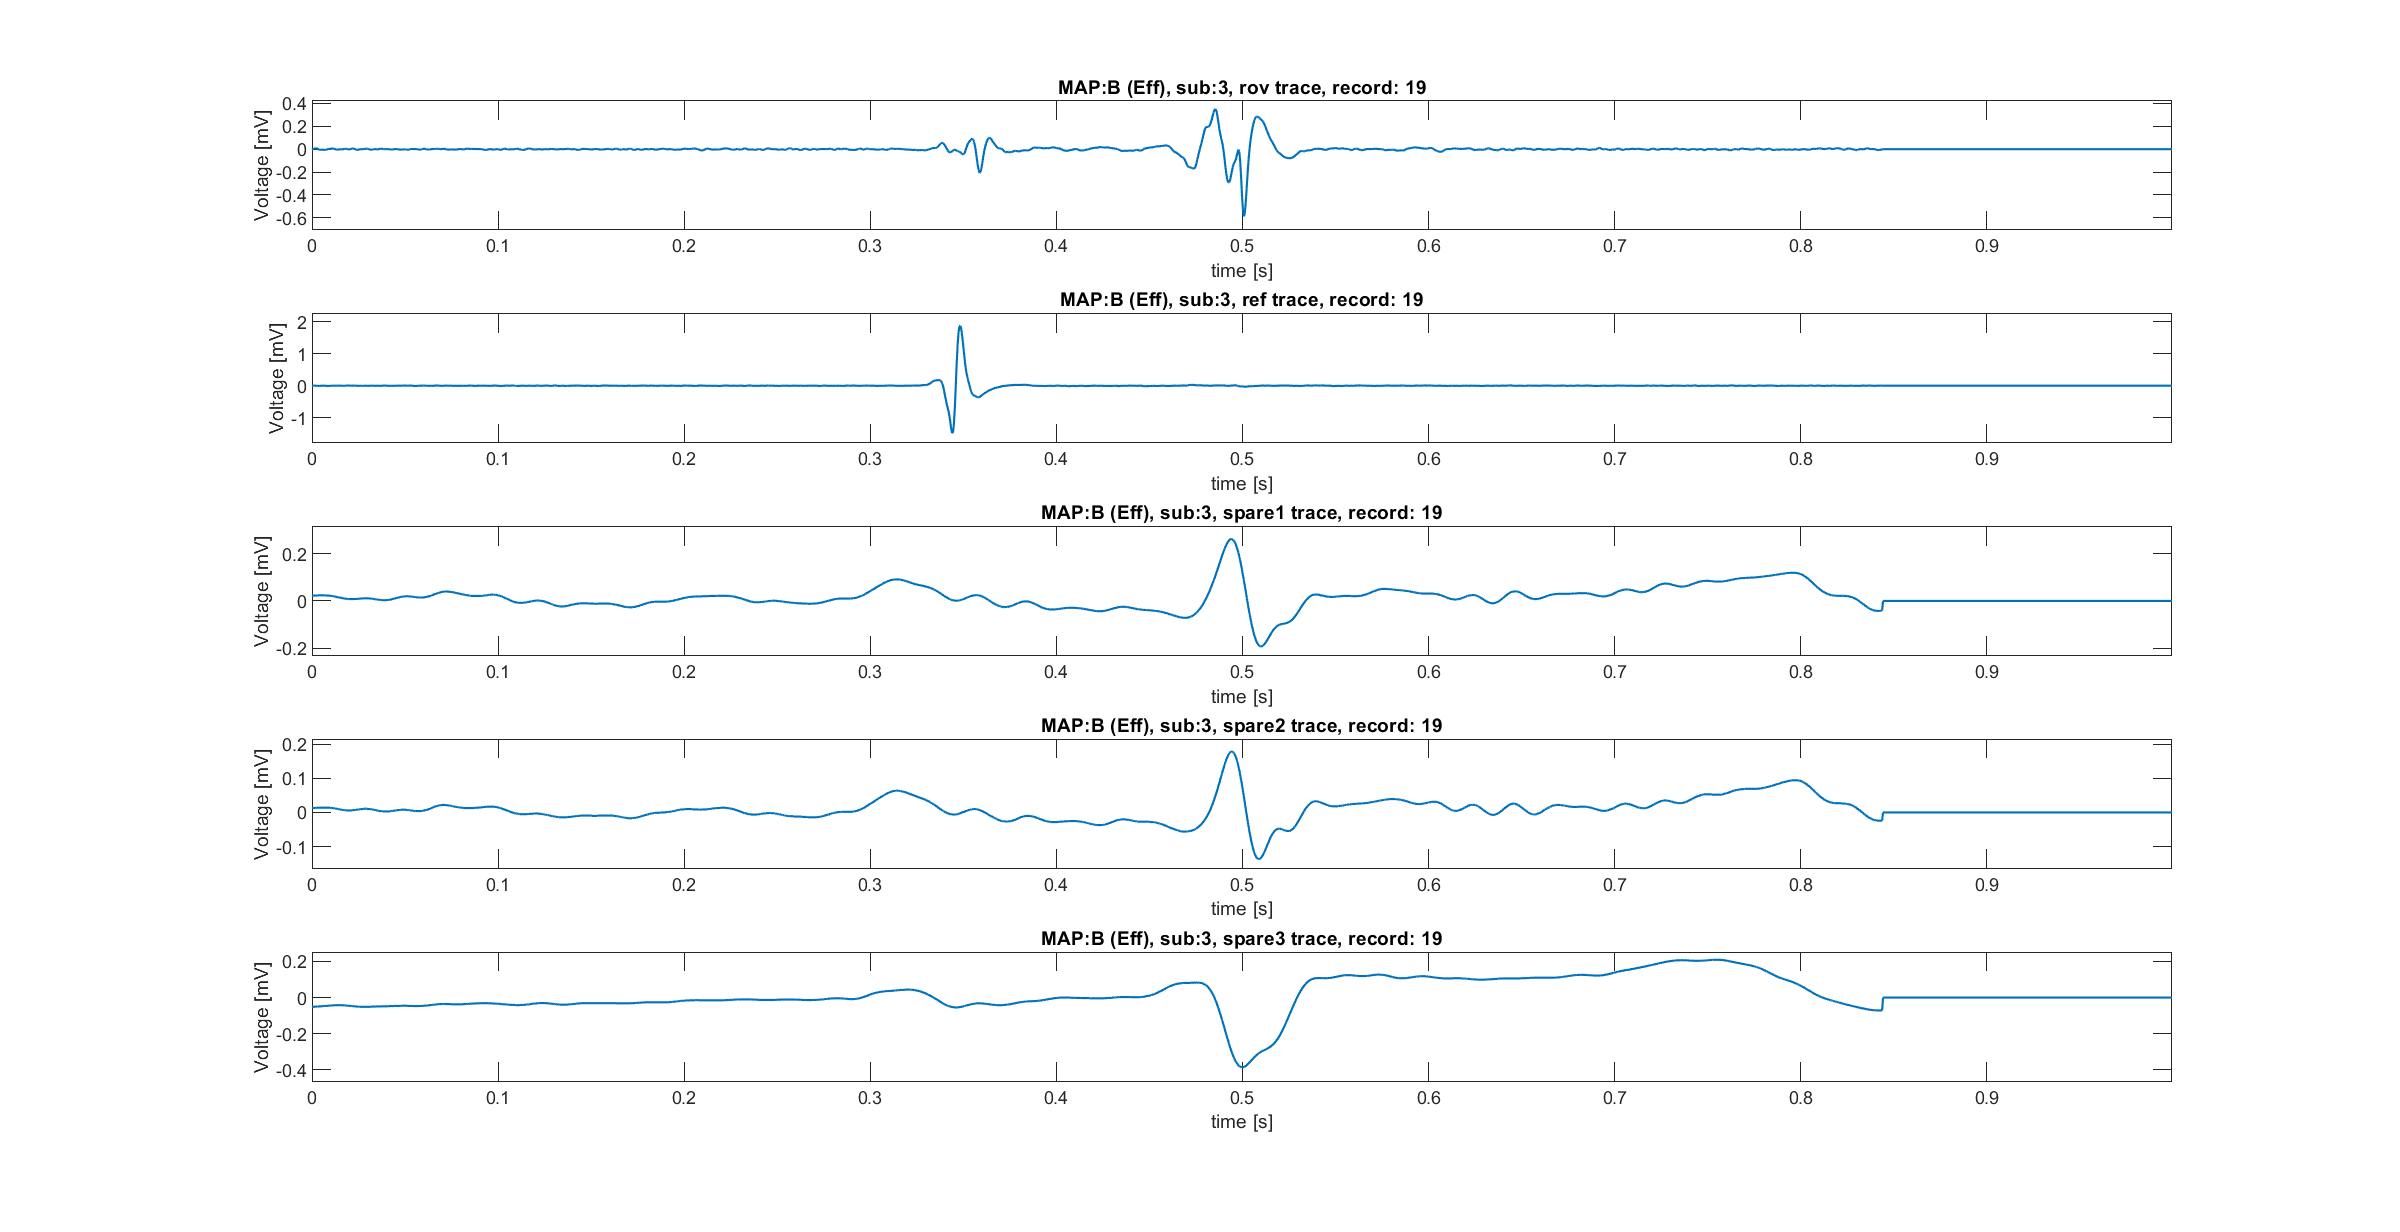 MAP:B (Eff), sub:3, rov trace, record: 19
Voltage [mV]
0.4
0.2
0
-0.2
-0.4
-0.6
0 0.1 0.2 0.3 0.4 0.5 0.6 0.7 0.8 0.9
time [s]
MAP:B (Eff), sub:3, ref trace, record: 19
Voltage [mV]
2
1
0
-1
0 0.1 0.2 0.3 0.4 0.5 0.6 0.7 0.8 0.9
time [s]
MAP:B (Eff), sub:3, spare1 trace, record: 19
Voltage [mV]
0.2
0
-0.2
0 0.1 0.2 0.3 0.4 0.5 0.6 0.7 0.8 0.9
time [s]
MAP:B (Eff), sub:3, spare2 trace, record: 19
Voltage [mV]
0.2
0.1
0
-0.1
0 0.1 0.2 0.3 0.4 0.5 0.6 0.7 0.8 0.9
time [s]
MAP:B (Eff), sub:3, spare3 trace, record: 19
Voltage [mV]
0.2
0
-0.2
-0.4
0 0.1 0.2 0.3 0.4 0.5 0.6 0.7 0.8 0.9
time [s]